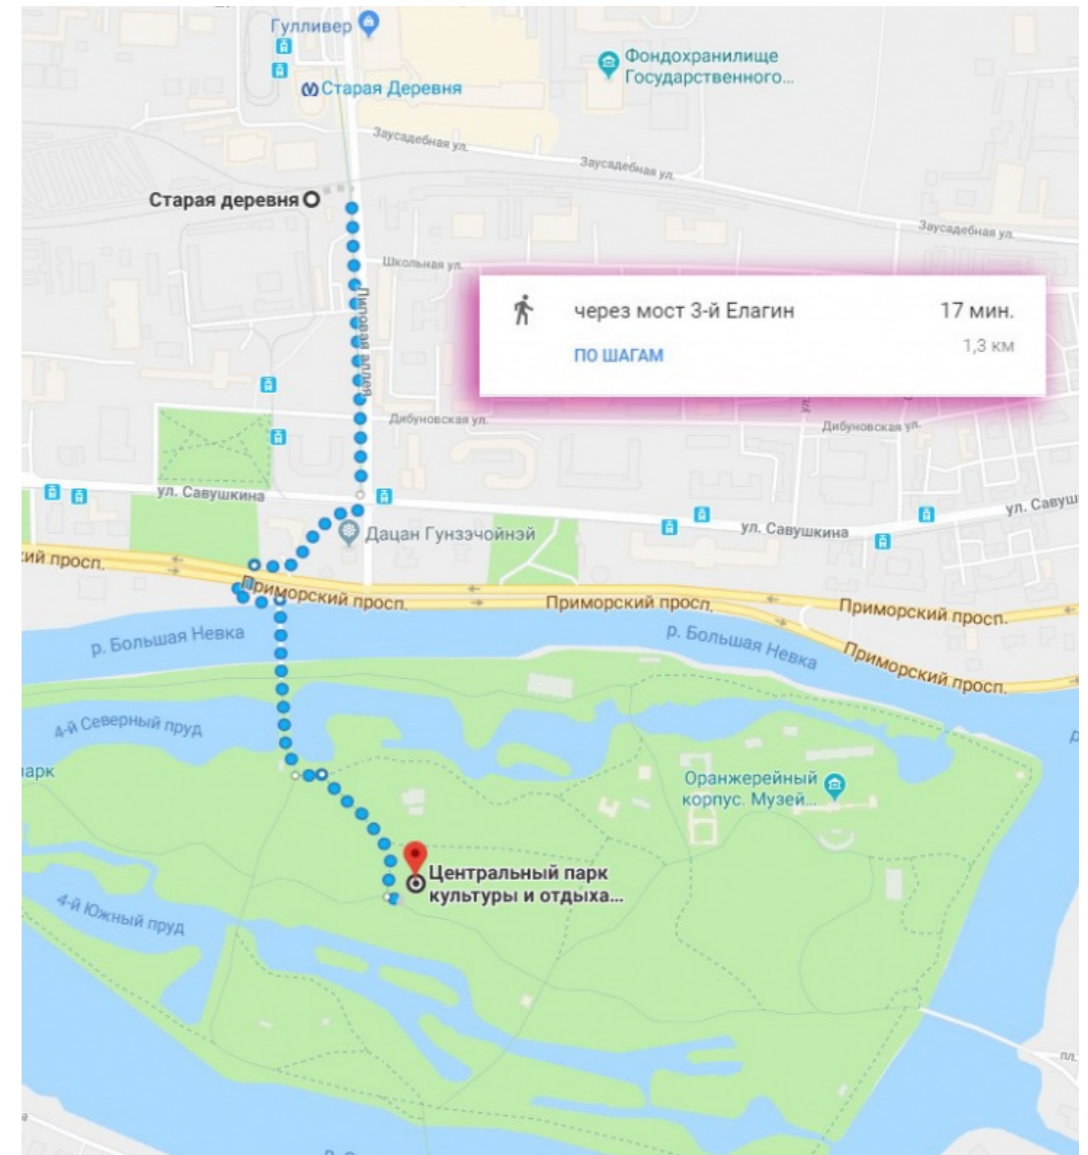 Гулливер
Фондохранилище
Государственного...
Старая Деревня
Заусадебная ул.
Заусадебная ул.
Старая деревня
Заусадебная ул.
Школьная ул.
Липовая аллея
через мост 3-й Елагин
17 мин.
ПО ШАГАМ
1,3 км
Дибуновская ул.
Дибуновская ул.
ул. Савушкина
ул. Савуш
ул. Савушкина
Дацан Гунзэчойнэй
ий просп.
Приморский просп.
Приморский просп.
Приморский просп.
р. Большая Невка
р. Большая Невка
Приморский просп.
4-й Северный пруд
арк
Оранжерейный
корпус. Музей...
Центральный парк
культуры и отдыха...
4-й Южный пруд
пл.